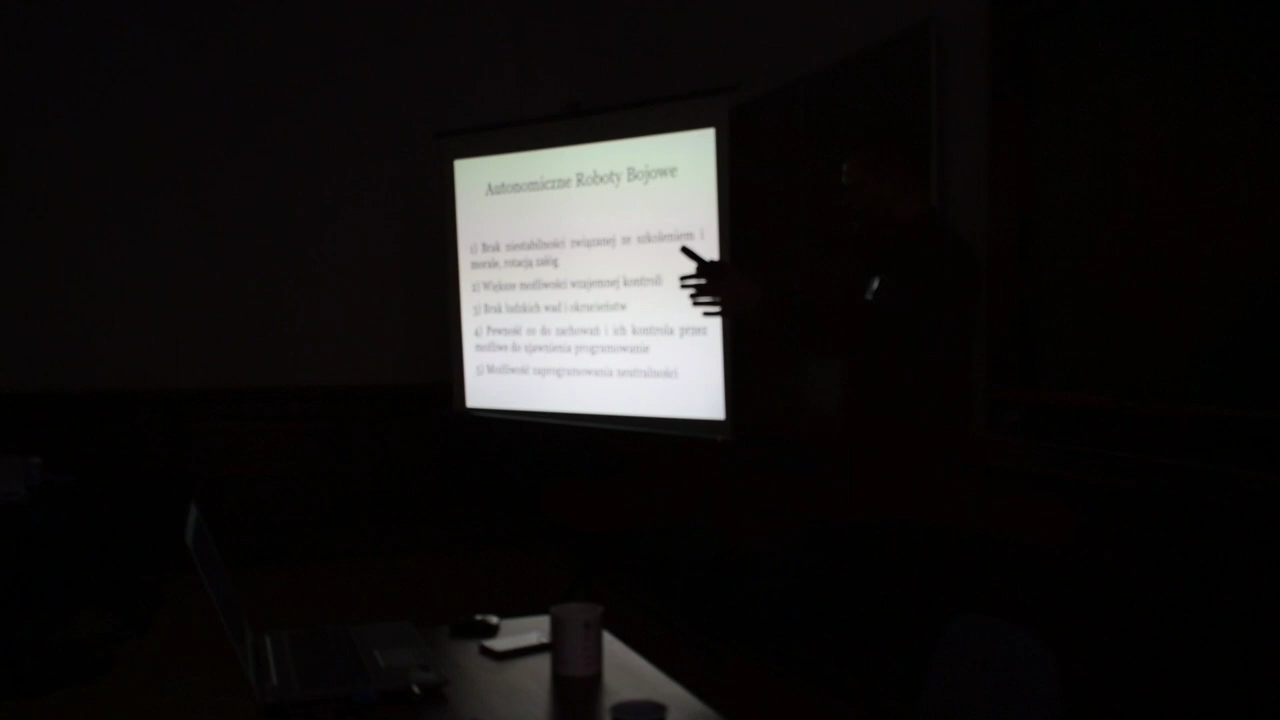 Autonomiczne Roboty Bojowe
1) Brak niestabilności związanej ze szkoleniem i
morale, rotacją załóg
2) Większe możliwości wzajemnej kontroli
3) Brak ludzkich wad i okrucieństw
4) Pewność co do zachowań i ich kontrola przez
możliwe do ujawnienia programowanie
5) Możliwość zaprogramowania neutralności